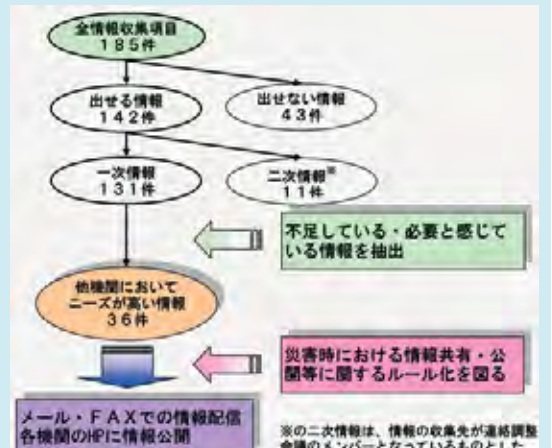 全情報収集項目
185件
出せる情報
142件
出せない情報
43件
一次情報
131件
二次情報※
11件
不足している・必要と感じて
いる情報を抽出
他機関において
ニーズが高い情報
36件
災害時における情報共有・公
開等に関するルール化を図る
メール・FAXでの情報配信
各機関のHPに情報公開
※の二次情報は、情報の収集先が連絡調整
会議のメンバーとなっているものとした